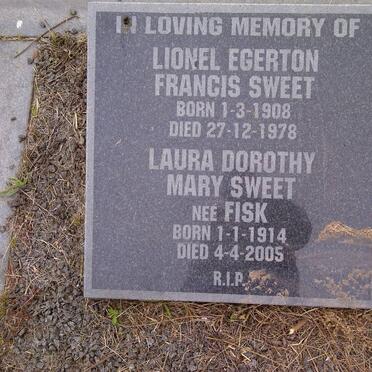 IN LOVING MEMORY OF
LIONEL EGERTON
FRANCIS SWEET
BORN 1-3-1908
DIED 27-12-1978
LAURA DOROTHY
MARY SWEET
NEÉ FISK
BORN 1-1-1914
DIED 4-4-2005
R.I.P.